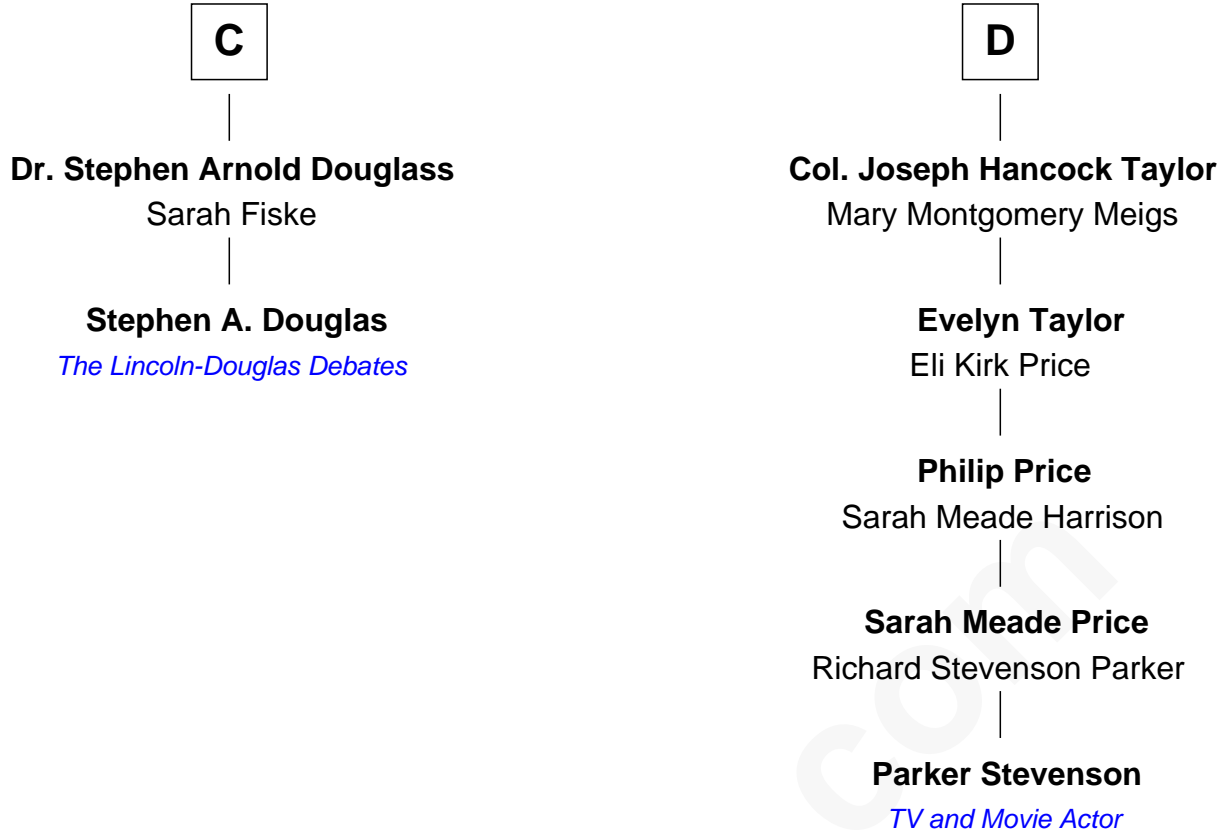 C
Dr. Stephen Arnold Douglass
Sarah Fiske
Stephen A. Douglas
The Lincoln-Douglas Debates
D
Col. Joseph Hancock Taylor
Mary Montgomery Meigs
Evelyn Taylor
Eli Kirk Price
Philip Price
Sarah Meade Harrison
Sarah Meade Price
Richard Stevenson Parker
Parker Stevenson
TV and Movie Actor
com